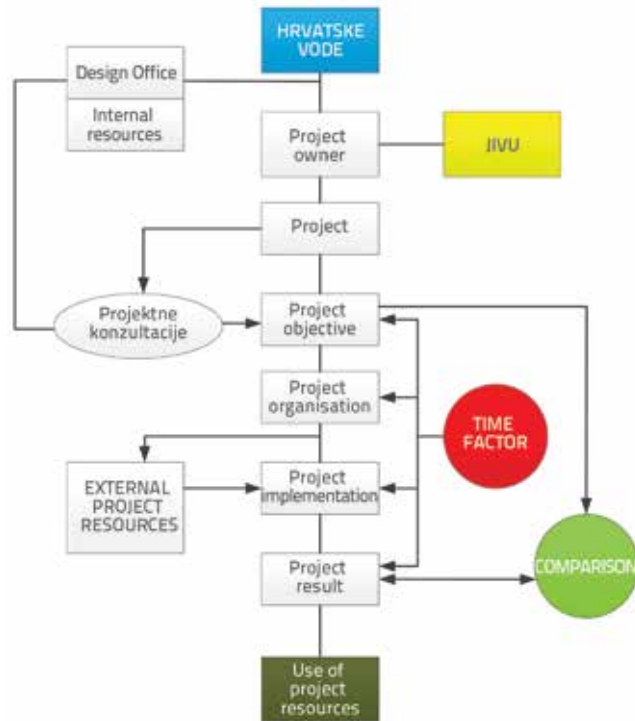 HRVATSKE
VODE
Design Office
Internal
resources
Project
owner
JIVU
Project
Projektne
konzultacije
Project
objective
Project
organisation
TIME
FACTOR
EXTERNAL
PROJECT
RESOURCES
Project
implementation
COMPARISON
Project
result
Use of
project
resources